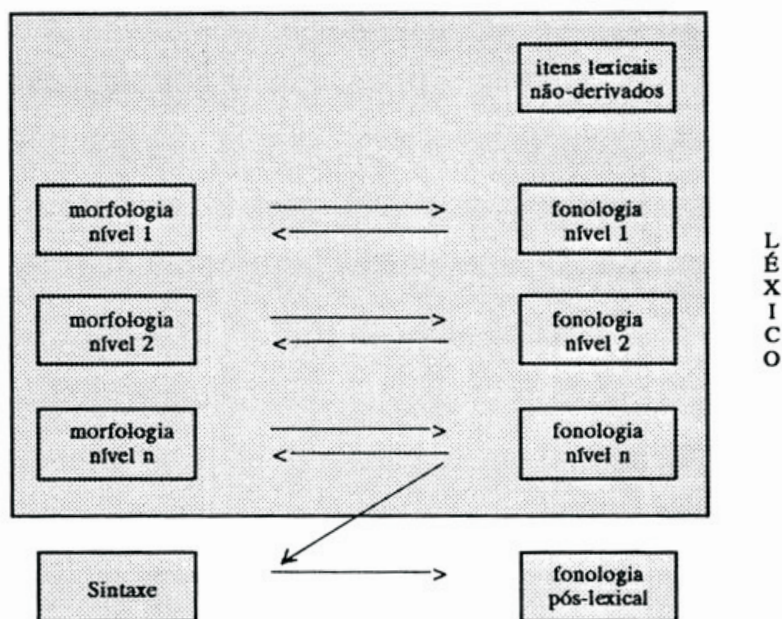 itens lexicais
não-derivados
morfologia
nível 1
fonologia
nível 1
morfologia
nível 2
fonologia
nível 2
morfologia
nível n
fonologia
nível n
LÉXICO
Sintaxe
fonologia
pós-lexical